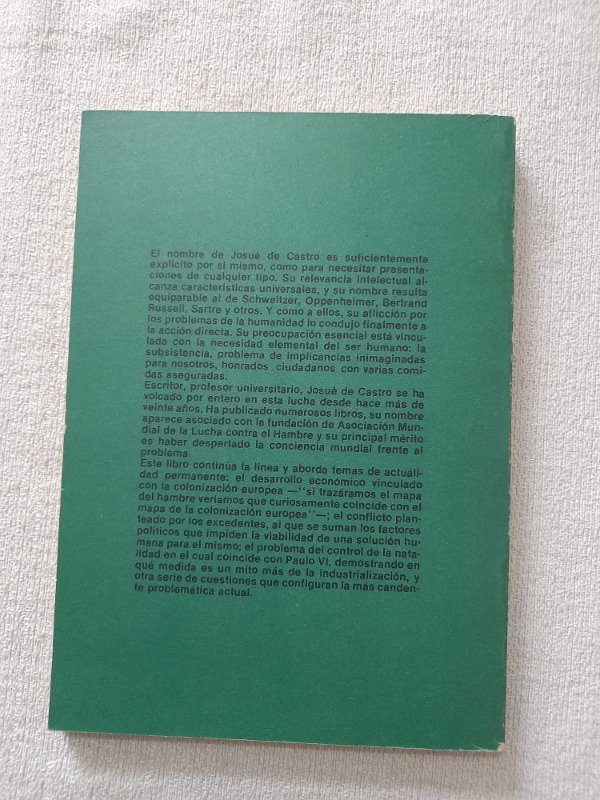 El nombre de Josué de Castro es suficientemente
explícito por sí mismo, como para necesitar presenta-
ciones de cualquier tipo. Su relevancia intelectual al-
canza características universales, y su nombre resulta
equiparable al de Schweitzer, Oppenheimer, Bertrand
Russell, Sartre y otros. Y como a ellos, su aflicción por
los problemas de la humanidad lo condujo finalmente a
la acción directa. Su preocupación esencial está vincu-
lada con la necesidad elemental del ser humano: la
subsistencia, problema de implicancias inimaginadas
para nosotros, honrados ciudadanos con varias comi-
das aseguradas.
Escritor, profesor universitario, Josué de Castro se ha
volcado por entero en esta lucha desde hace más de
veinte años. Ha publicado numerosos libros, su nombre
aparece asociado con la fundación de Asociación Mun-
dial de la Lucha contra el Hambre y su principal mérito
es haber despertado la conciencia mundial frente al
problema.
Este libro continúa la línea y aborda temas de actuali-
dad permanente: el desarrollo económico vinculado
con la colonización europea —"si trazáramos el mapa
del hambre veríamos que curiosamente coincide con el
mapa de la colonización europea"—; el conflicto plan-
teado por los excedentes, al que se suman los factores
políticos que impiden la viabilidad de una solución hu-
mana para el mismo; el problema del control de la nata-
lidad en el cual coincide con Paulo VI, demostrando en
qué medida es un mito más de la industrialización, y
otra serie de cuestiones que configuran la más canden-
te problemática actual.